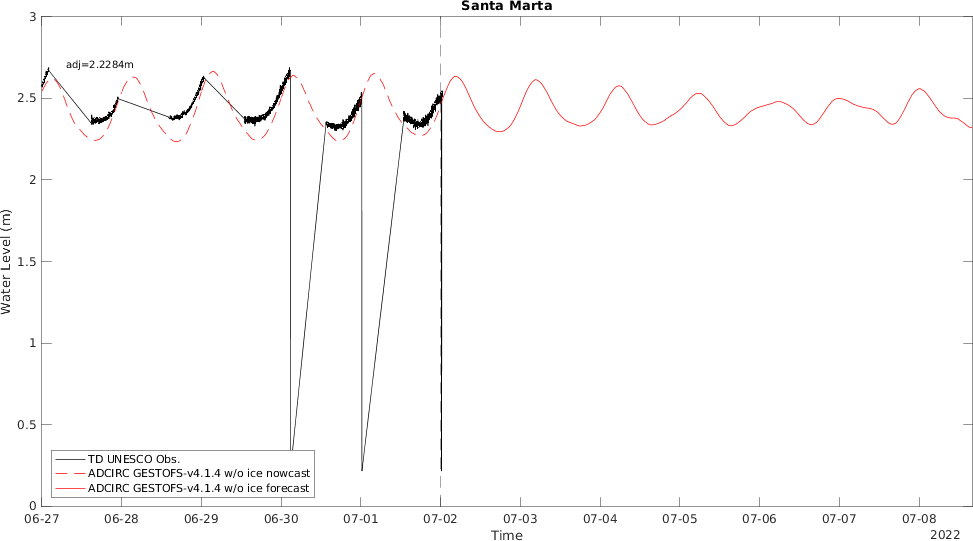 Santa Marta
3
adj=2.2284m
2.5
2
1.5
1
0.5
0
Water Level (m)
TD UNESCO Obs.
ADCIRC GESTOFS-v4.1.4 w/o ice nowcast
ADCIRC GESTOFS-v4.1.4 w/o ice forecast
06-27 06-28 06-29 06-30 07-01 07-02 07-03 07-04 07-05 07-06 07-07 07-08
Time
2022